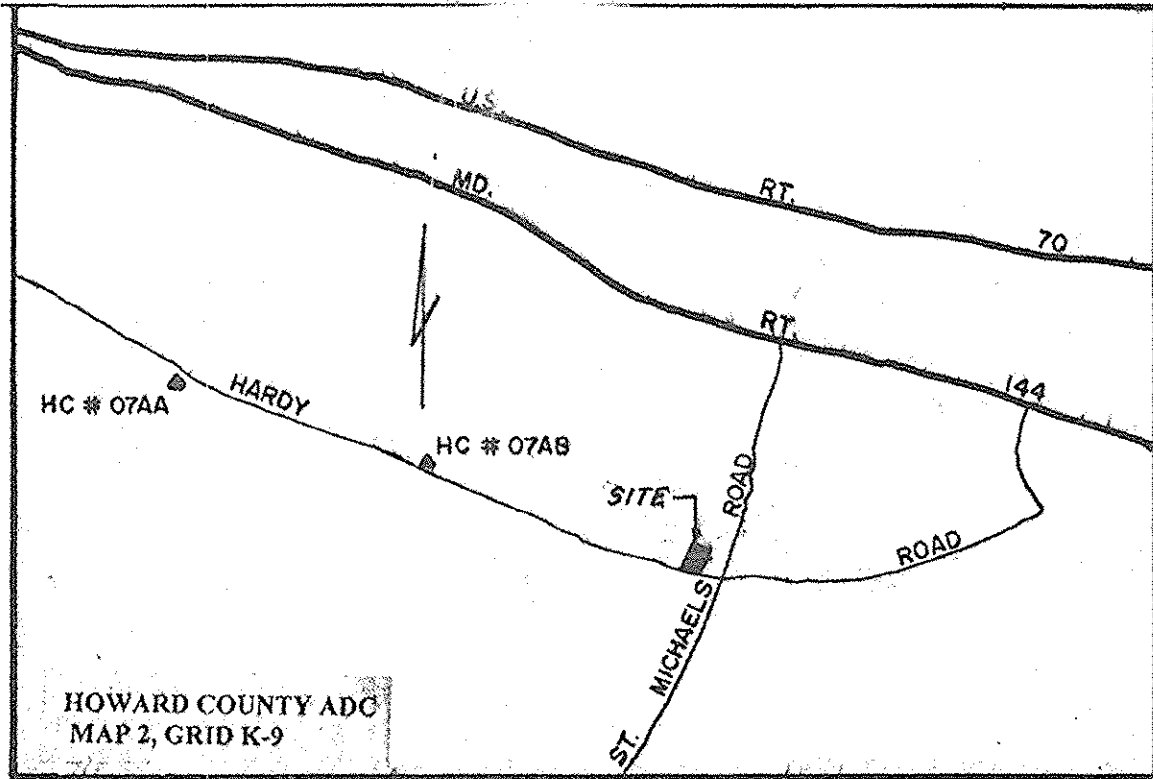 U.S.
RT.
70
MD.
RT.
144
HARDY
ROAD
HC # 07AA
HC # 07AB
SITE
ST. MICHAELS ROAD
HOWARD COUNTY ADC
MAP 2, GRID K-9